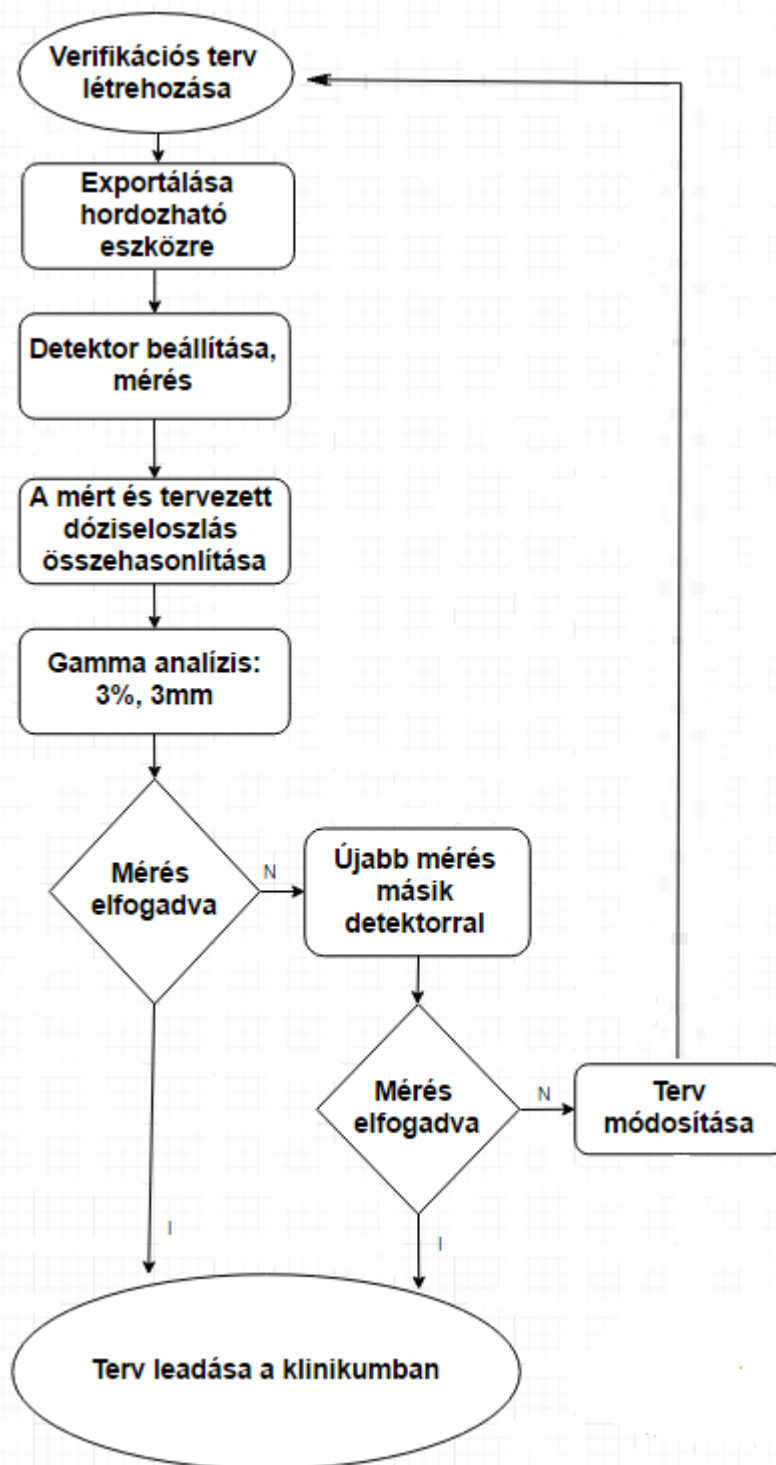 Verifikációs terv
létrehozása
Exportálása
hordozható
eszközre
Detektor beállítása,
mérés
A mért és tervezett
dóziseloszlás
összehasonlítása
Gamma analízis:
3%, 3mm
Mérés
elfogadva
N
Újabb mérés
másik
detektorral
Mérés
elfogadva
N
Terv
módosítása
I
I
Terv leadása a klinikumban